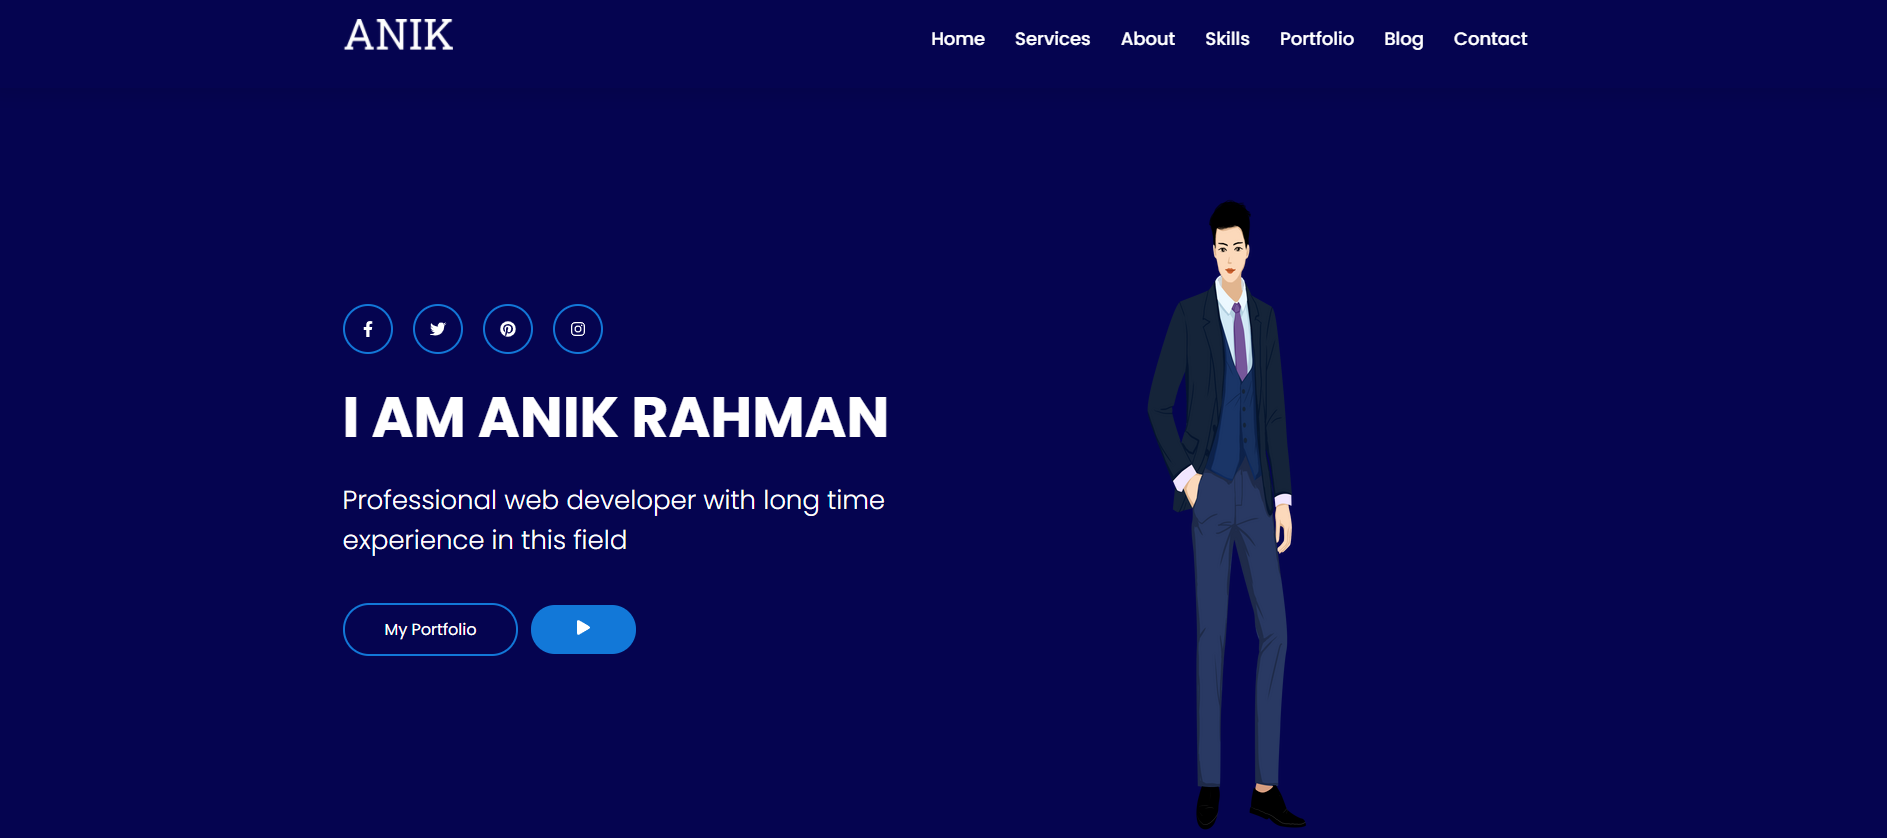 ANIK
Home Services About Skills Portfolio Blog Contact
I AM ANIK RAHMAN
Professional web developer with long time
experience in this field
My Portfolio